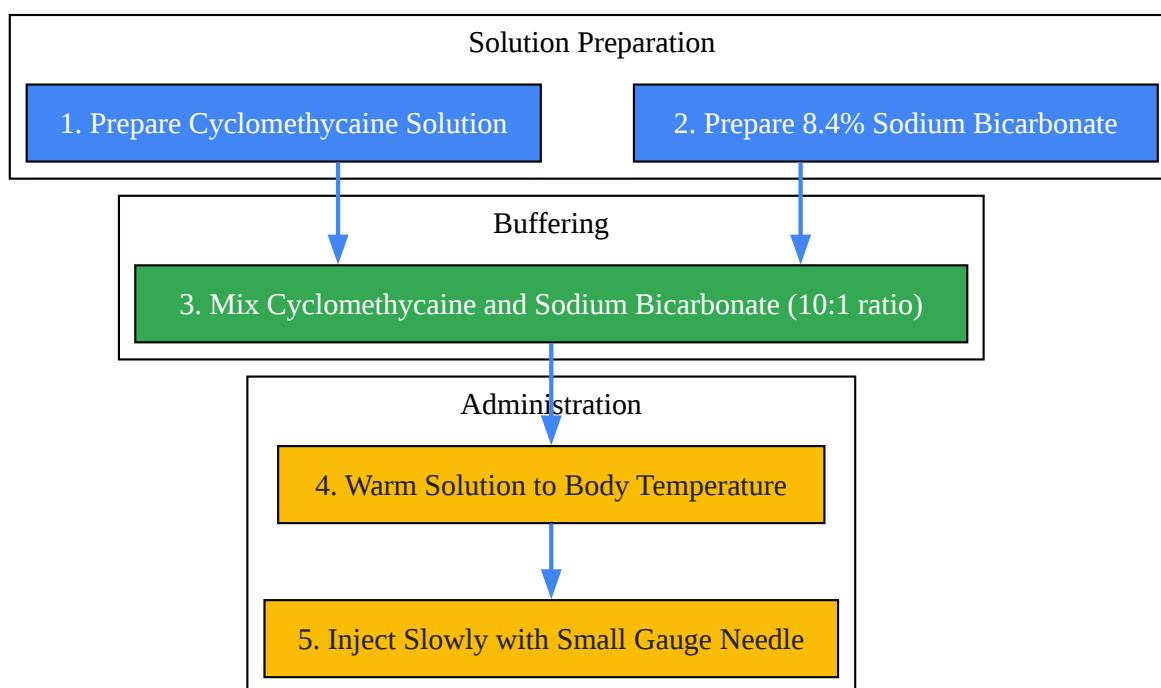 Solution Preparation
1. Prepare Cyclomethycaine Solution
2. Prepare 8.4% Sodium Bicarbonate
Buffering
3. Mix Cyclomethycaine and Sodium Bicarbonate (10:1 ratio)
Administration
4. Warm Solution to Body Temperature
5. Inject Slowly with Small Gauge Needle